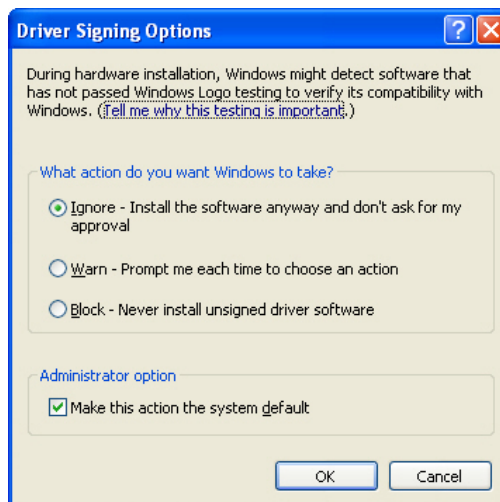 Driver Signing Options
During hardware installation, Windows might detect software that
has not passed Windows Logo testing to verify its compatibility with
Windows. (Tell me why this testing is important.)
What action do you want Windows to take?
Ignore - Install the software anyway and don't ask for my
approval
Warn - Prompt me each time to choose an action
Block - Never install unsigned driver software
Administrator option
Make this action the system default
OK Cancel